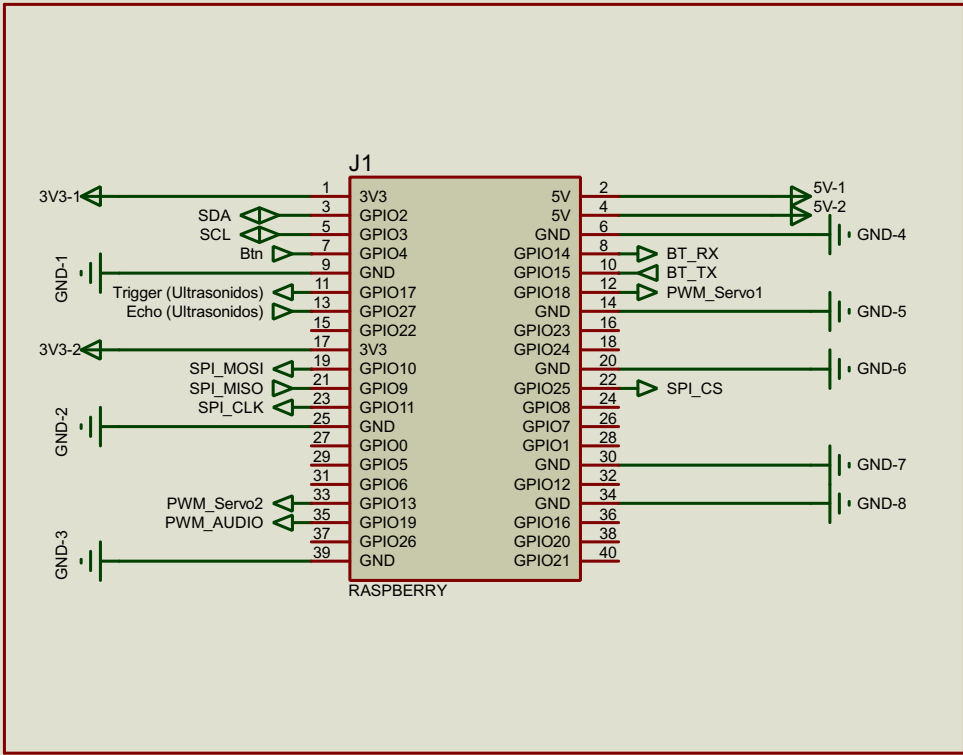 J1
3V3-1 1 3V3 5V 2 5V-1
SDA 3 GPIO2 5V 4 5V-2
SCL 5 GPIO3 GND 6 GND-4
Btn 7 GPIO4 GPIO14 8 BT_RX
GND-1 9 GND GPIO15 10 BT_TX
Trigger (Ultrasonidos) 11 GPIO17 GPIO18 12 PWM_Servo1
Echo (Ultrasonidos) 13 GPIO27 GND 14 GND-5
15 GPIO22 GPIO23 16
3V3-2 17 3V3 GPIO24 18
SPI_MOSI 19 GPIO10 GND 20 GND-6
SPI_MISO 21 GPIO9 GPIO25 22 SPI_CS
SPI_CLK 23 GPIO11 GPIO8 24
GND-2 25 GND GPIO7 26
27 GPIO0 GPIO1 28
29 GPIO5 GND 30 GND-7
31 GPIO6 GPIO12 32
PWM_Servo2 33 GPIO13 GND 34 GND-8
PWM_AUDIO 35 GPIO19 GPIO16 36
37 GPIO26 GPIO20 38
GND-3 39 GND GPIO21 40
RASPBERRY